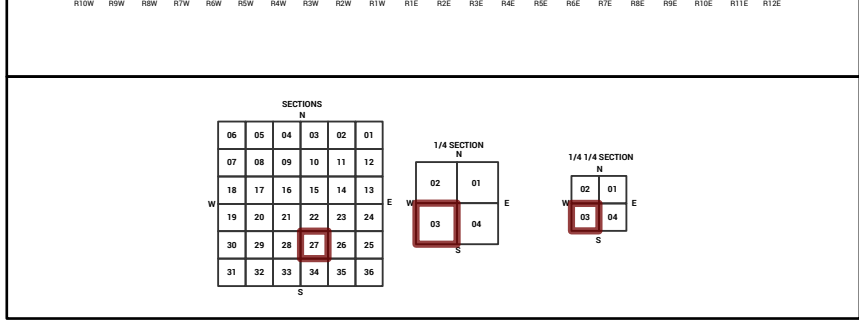 R10W R9W R8W R7W R6W R5W R4W R3W R2W R1W R1E R2E R3E R4E R5E R6E R7E R8E R9E R10E R11E R12E
SECTIONS
N
06 05 04 03 02 01
07 08 09 10 11 12
18 17 16 15 14 13
W E
19 20 21 22 23 24
30 29 28 27 26 25
31 32 33 34 35 36
S
1/4 SECTION
N
02 01
W E
03 04
S
1/4 1/4 SECTION
N
02 01
W E
03 04
S